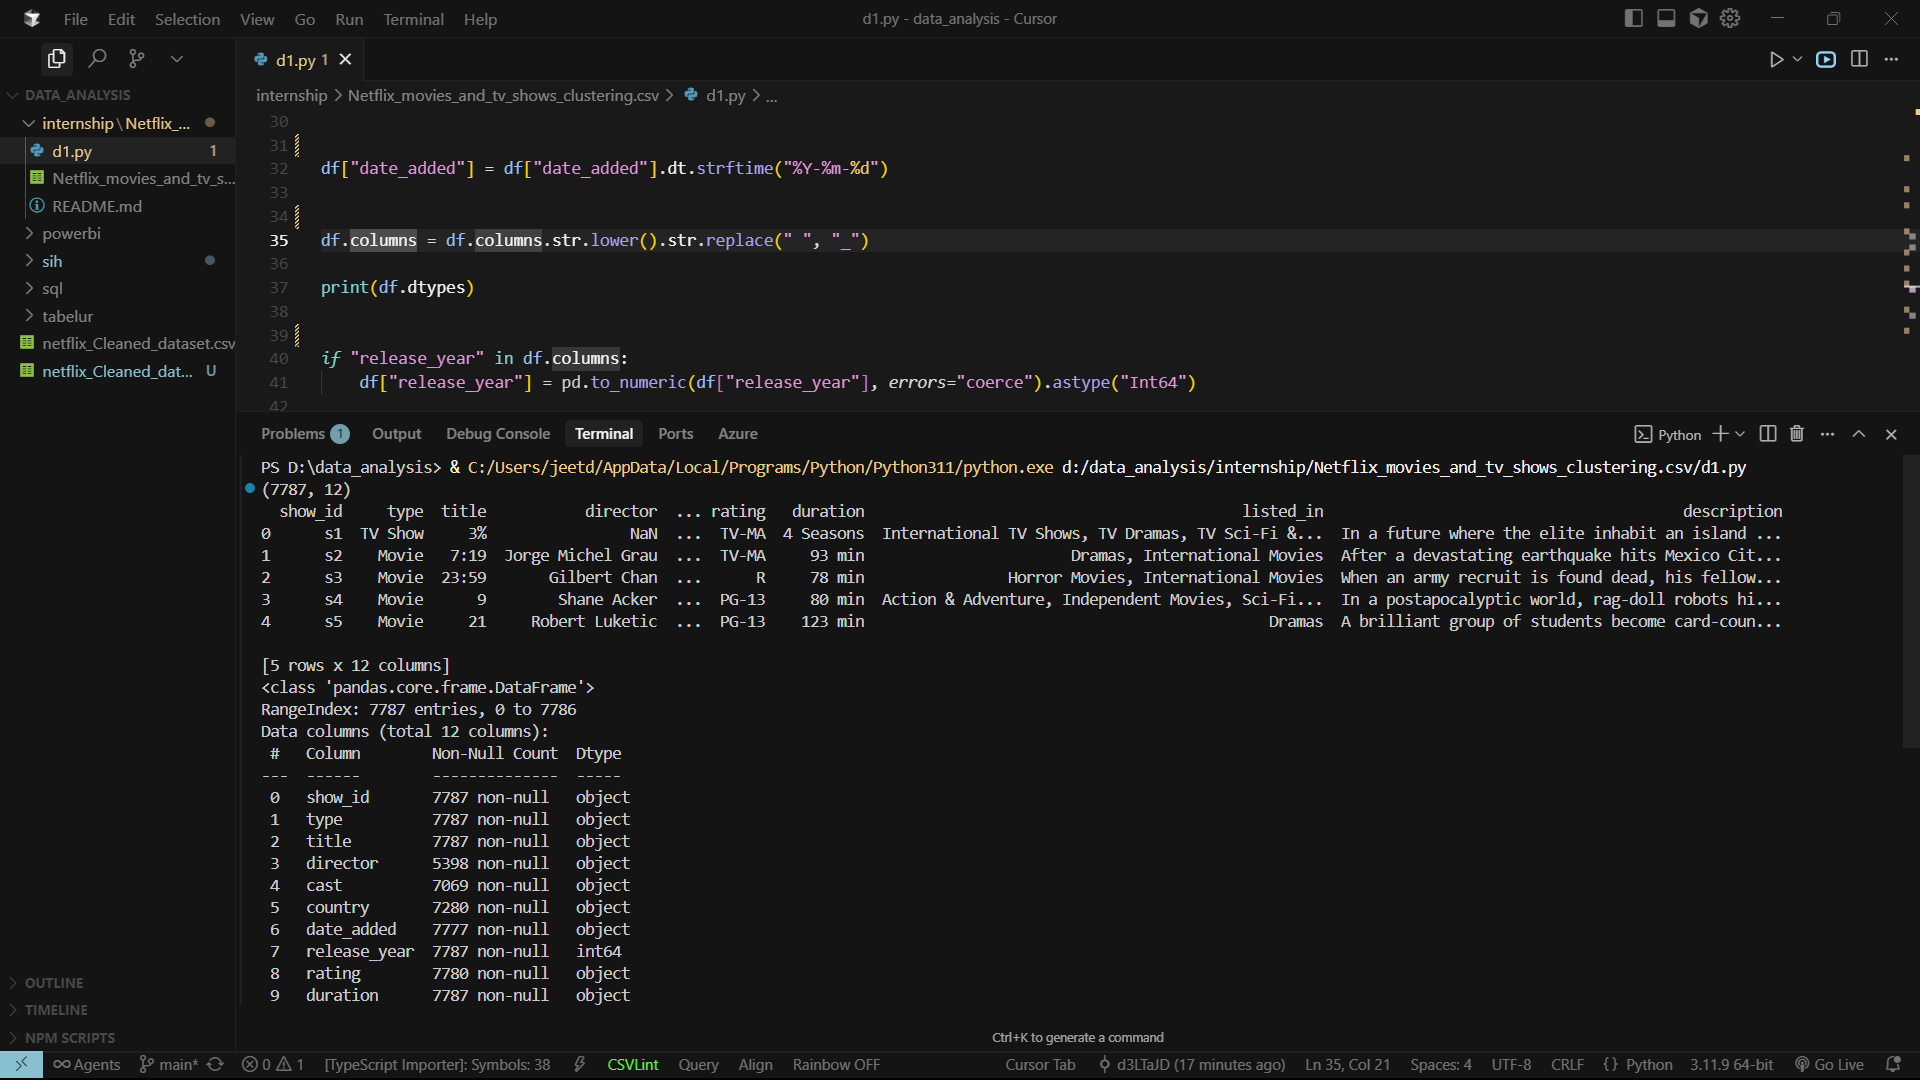 File Edit Selection View Go Run Terminal Help
d1.py - data_analysis - Cursor
d1.py 1
DATA_ANALYSIS
internship\Netflix_...
d1.py 1
Netflix_movies_and_tv_s...
README.md
powerbi
sih
sql
tabelur
netflix_Cleaned_dataset.csv
netflix_Cleaned_dat... U
OUTLINE
TIMELINE
NPM SCRIPTS
internship > Netflix_movies_and_tv_shows_clustering.csv > d1.py > ...
30
31
32 df["date_added"] = df["date_added"].dt.strftime("%Y-%m-%d")
33
34
35 df.columns = df.columns.str.lower().str.replace(" ", "_")
36
37 print(df.dtypes)
38
39
40 if "release_year" in df.columns:
41 df["release_year"] = pd.to_numeric(df["release_year"], errors="coerce").astype("Int64")
42
Problems 1 Output Debug Console Terminal Ports Azure
Python
PS D:\data_analysis> & C:/Users/jeetd/AppData/Local/Programs/Python/Python311/python.exe d:/data_analysis/internship/Netflix_movies_and_tv_shows_clustering.csv/d1.py
(7787, 12)
show_id type title director ... rating duration listed_in description
0 s1 TV Show 3% NaN ... TV-MA 4 Seasons International TV Shows, TV Dramas, TV Sci-Fi &... In a future where the elite inhabit an island ...
1 s2 Movie 7:19 Jorge Michel Grau ... TV-MA 93 min Dramas, International Movies After a devastating earthquake hits Mexico Cit...
2 s3 Movie 23:59 Gilbert Chan ... R 78 min Horror Movies, International Movies When an army recruit is found dead, his fellow...
3 s4 Movie 9 Shane Acker ... PG-13 80 min Action & Adventure, Independent Movies, Sci-Fi... In a postapocalyptic world, rag-doll robots hi...
4 s5 Movie 21 Robert Luketic ... PG-13 123 min Dramas A brilliant group of students become card-coun...
[5 rows x 12 columns]
<class 'pandas.core.frame.DataFrame'>
RangeIndex: 7787 entries, 0 to 7786
Data columns (total 12 columns):
# Column Non-Null Count Dtype
--- ------ -------------- -----
0 show_id 7787 non-null object
1 type 7787 non-null object
2 title 7787 non-null object
3 director 5398 non-null object
4 cast 7069 non-null object
5 country 7280 non-null object
6 date_added 7777 non-null object
7 release_year 7787 non-null int64
8 rating 7780 non-null object
9 duration 7787 non-null object
Ctrl+K to generate a command
Agents main* 0 1 [TypeScript Importer]: Symbols: 38 CSVLint Query Align Rainbow OFF Cursor Tab d3LTaJD (17 minutes ago) Ln 35, Col 21 Spaces: 4 UTF-8 CRLF {} Python 3.11.9 64-bit Go Live